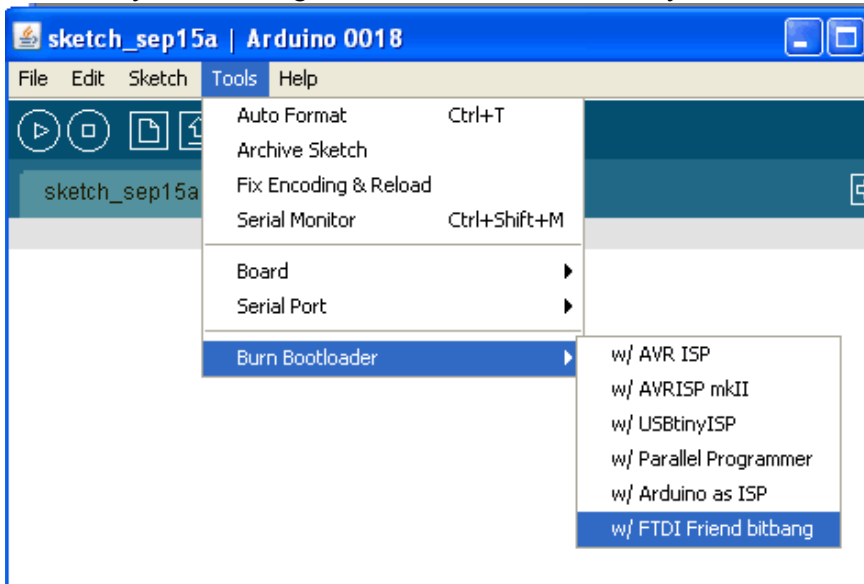 sketch_sep15a | Arduino 0018
File Edit Sketch Tools Help
Auto Format Ctrl+T
Archive Sketch
sketch_sep15a
Fix Encoding & Reload
Serial Monitor Ctrl+Shift+M
Board
Serial Port
Burn Bootloader
w/ AVR ISP
w/ AVRISP mkII
w/ USBtinyISP
w/ Parallel Programmer
w/ Arduino as ISP
w/ FTDI Friend bitbang